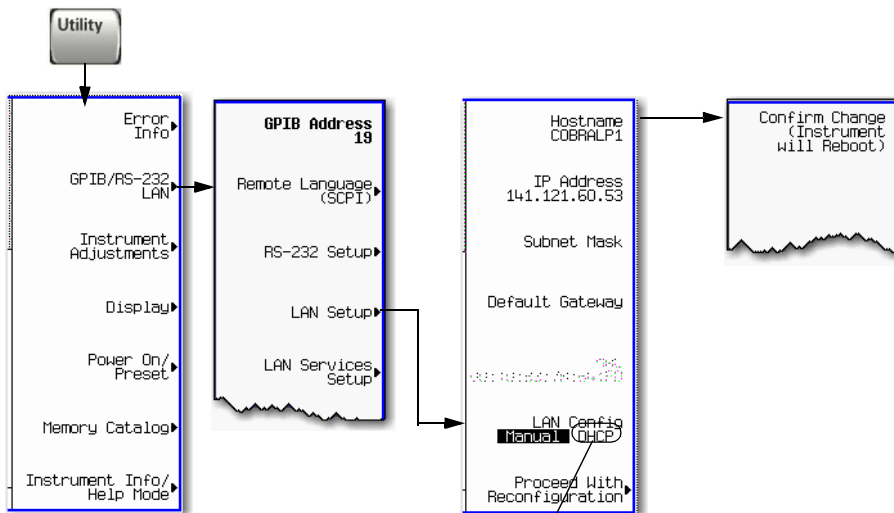 Utility
Error
Info
GPIB/RS-232
LAN
Instrument
Adjustments
Display
Power On/
Preset
Memory Catalog
Instrument Info/
Help Mode
GPIB Address
19
Remote Language
(SCPI)
RS-232 Setup
LAN Setup
LAN Services
Setup
Hostname
COBRALP1
IP Address
141.121.60.53
Subnet Mask
Default Gateway
LAN Config
Manual DHCP
Proceed With
Reconfiguration
Confirm Change
(Instrument
will Reboot)